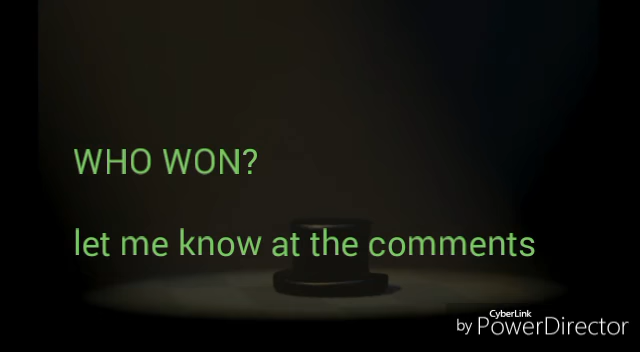 WHO WON?
let me know at the comments
CyberLink
by PowerDirector